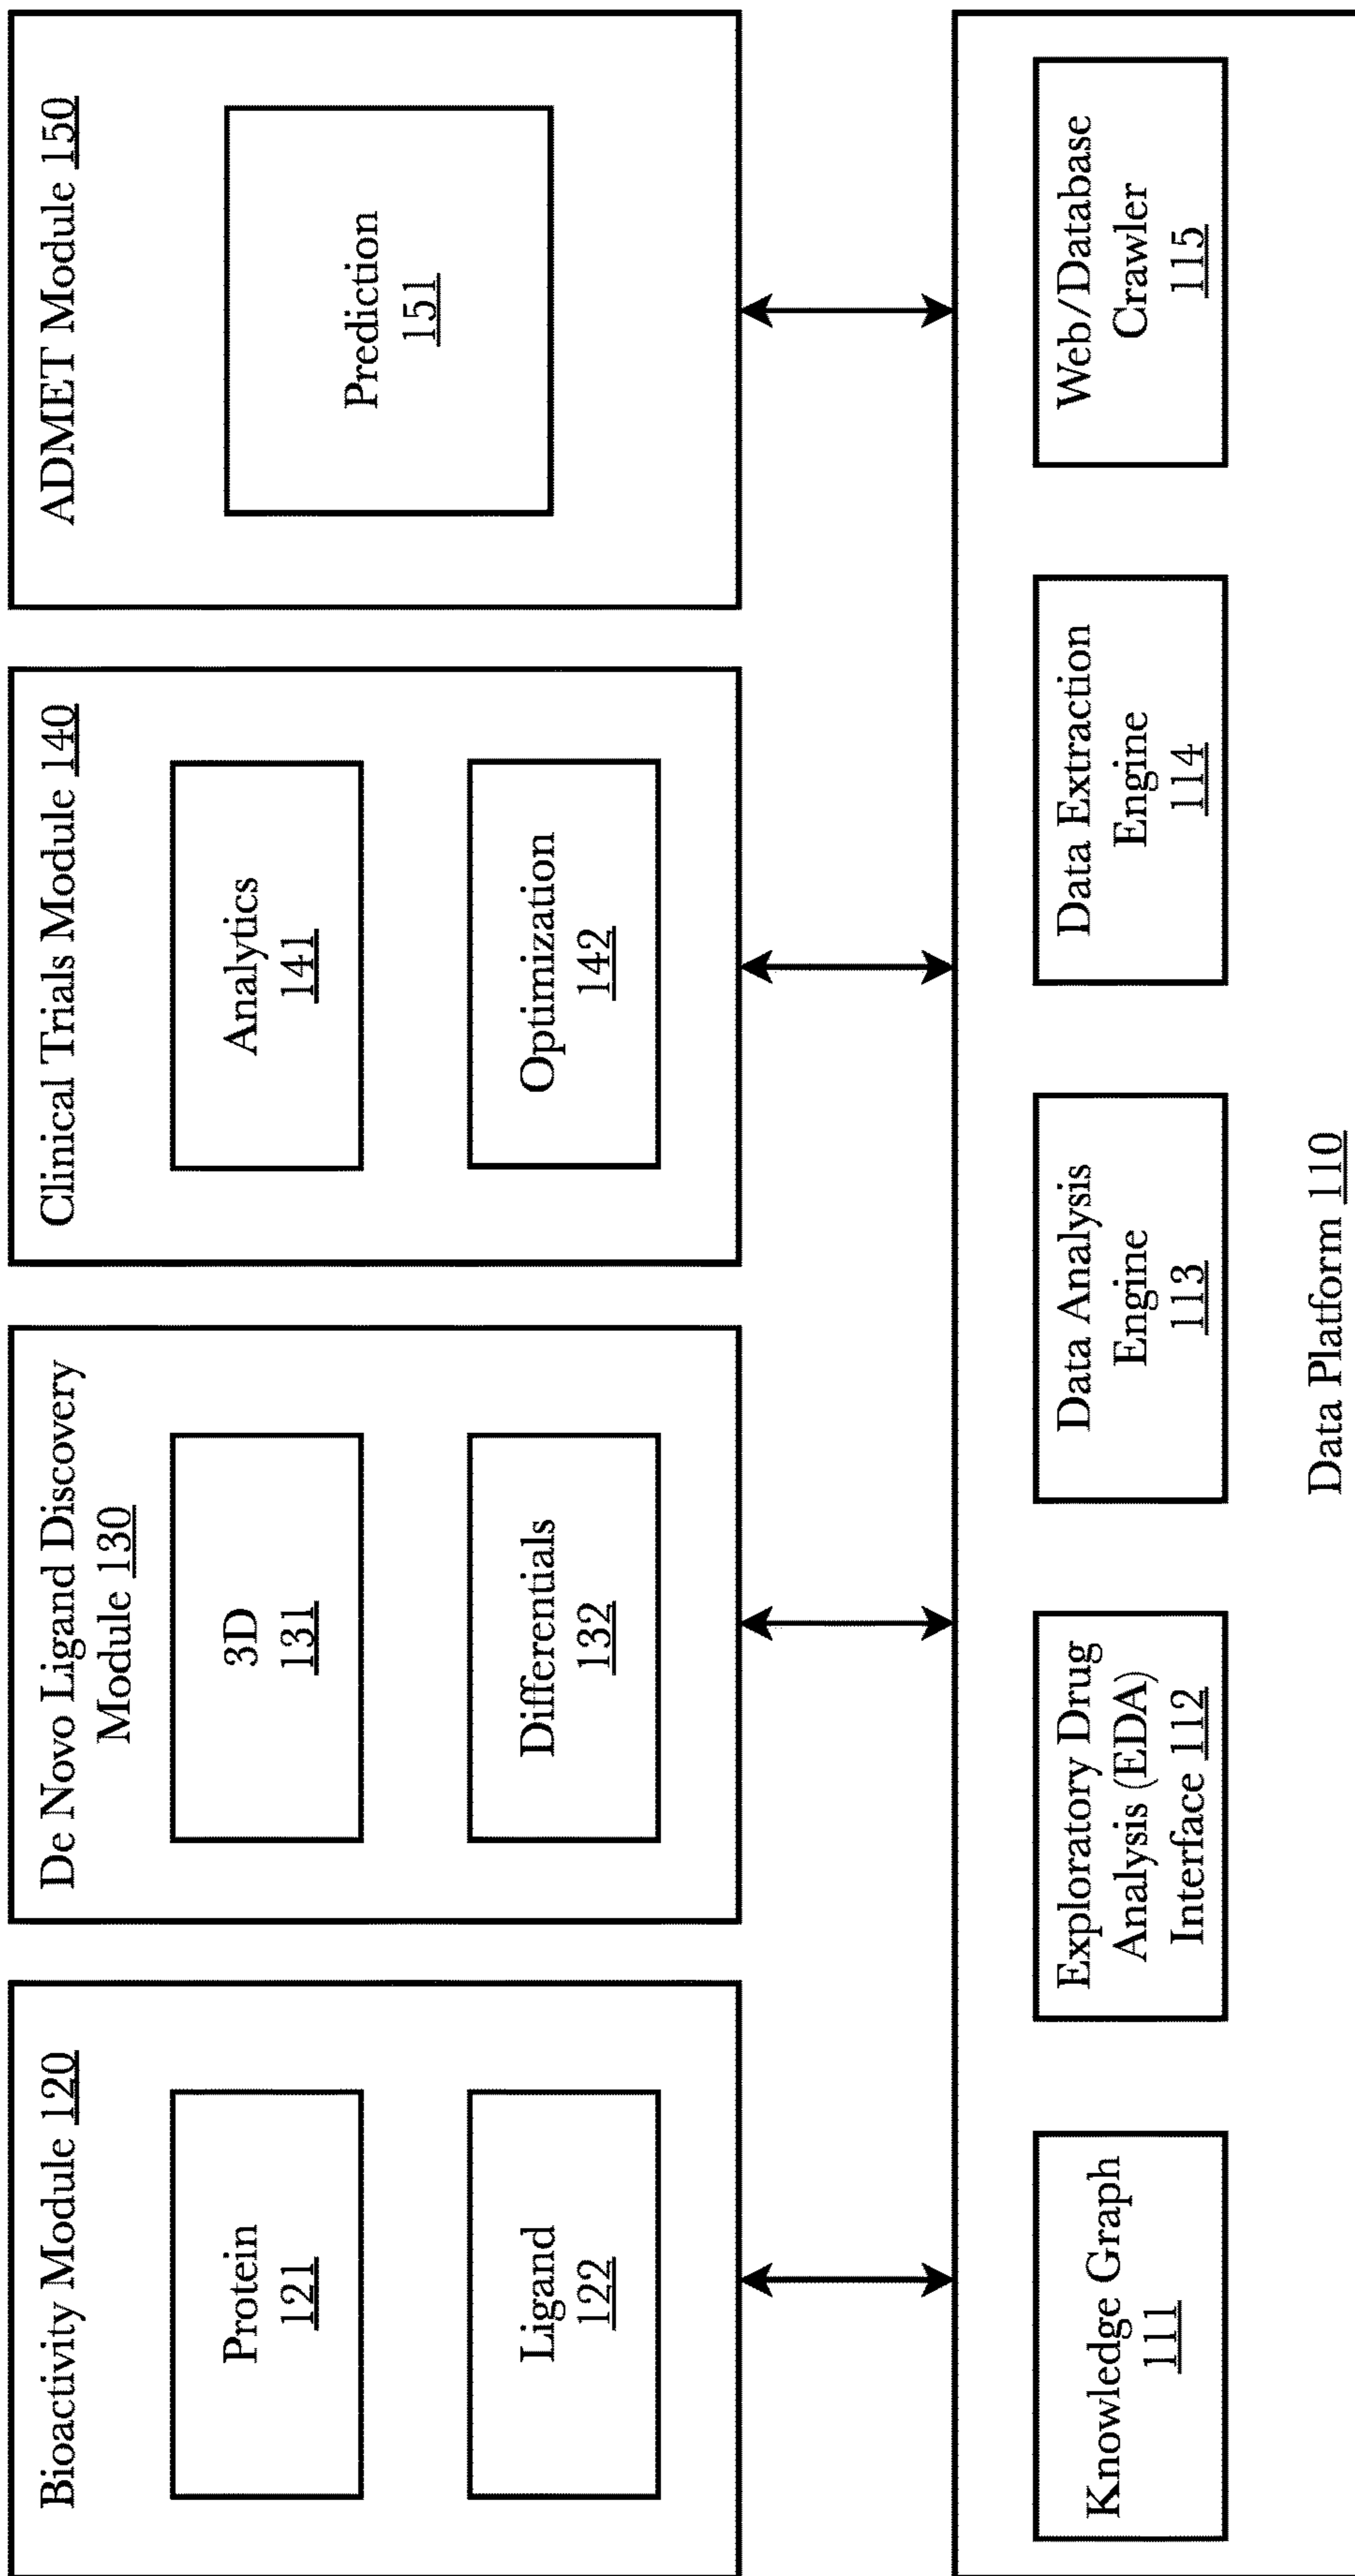 Bioactivity Module 120
Protein
121
Ligand
122
De Novo Ligand Discovery
Module 130
3D
131
Differentials
132
Clinical Trials Module 140
Analytics
141
Optimization
142
ADMET Module 150
Prediction
151
Knowledge Graph
111
Exploratory Drug
Analysis (EDA)
Interface 112
Data Analysis
Engine
113
Data Extraction
Engine
114
Web/Database
Crawler
115
Data Platform 110